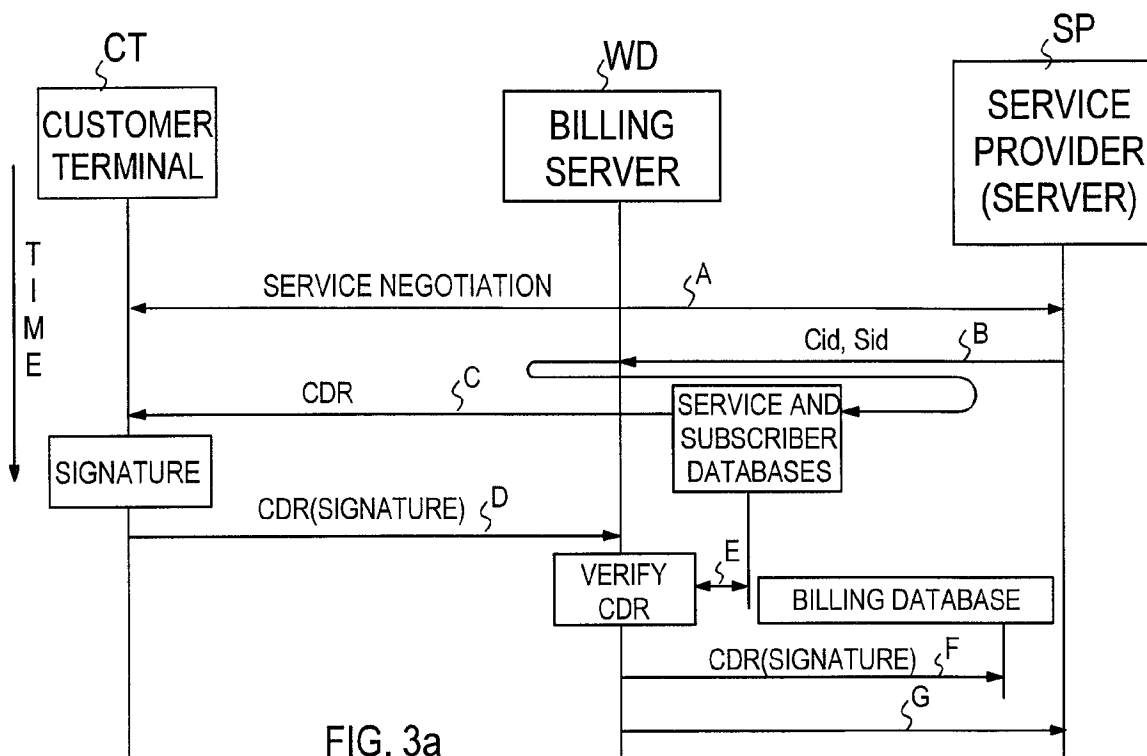 CT
WD
SP
CUSTOMER
TERMINAL
BILLING
SERVER
SERVICE
PROVIDER
(SERVER)
TIME
SERVICE NEGOTIATION
A
Cid, Sid
B
CDR
C
SERVICE AND
SUBSCRIBER
DATABASES
SIGNATURE
CDR(SIGNATURE)
D
VERIFY
CDR
E
BILLING DATABASE
CDR(SIGNATURE)
F
G
FIG. 3a